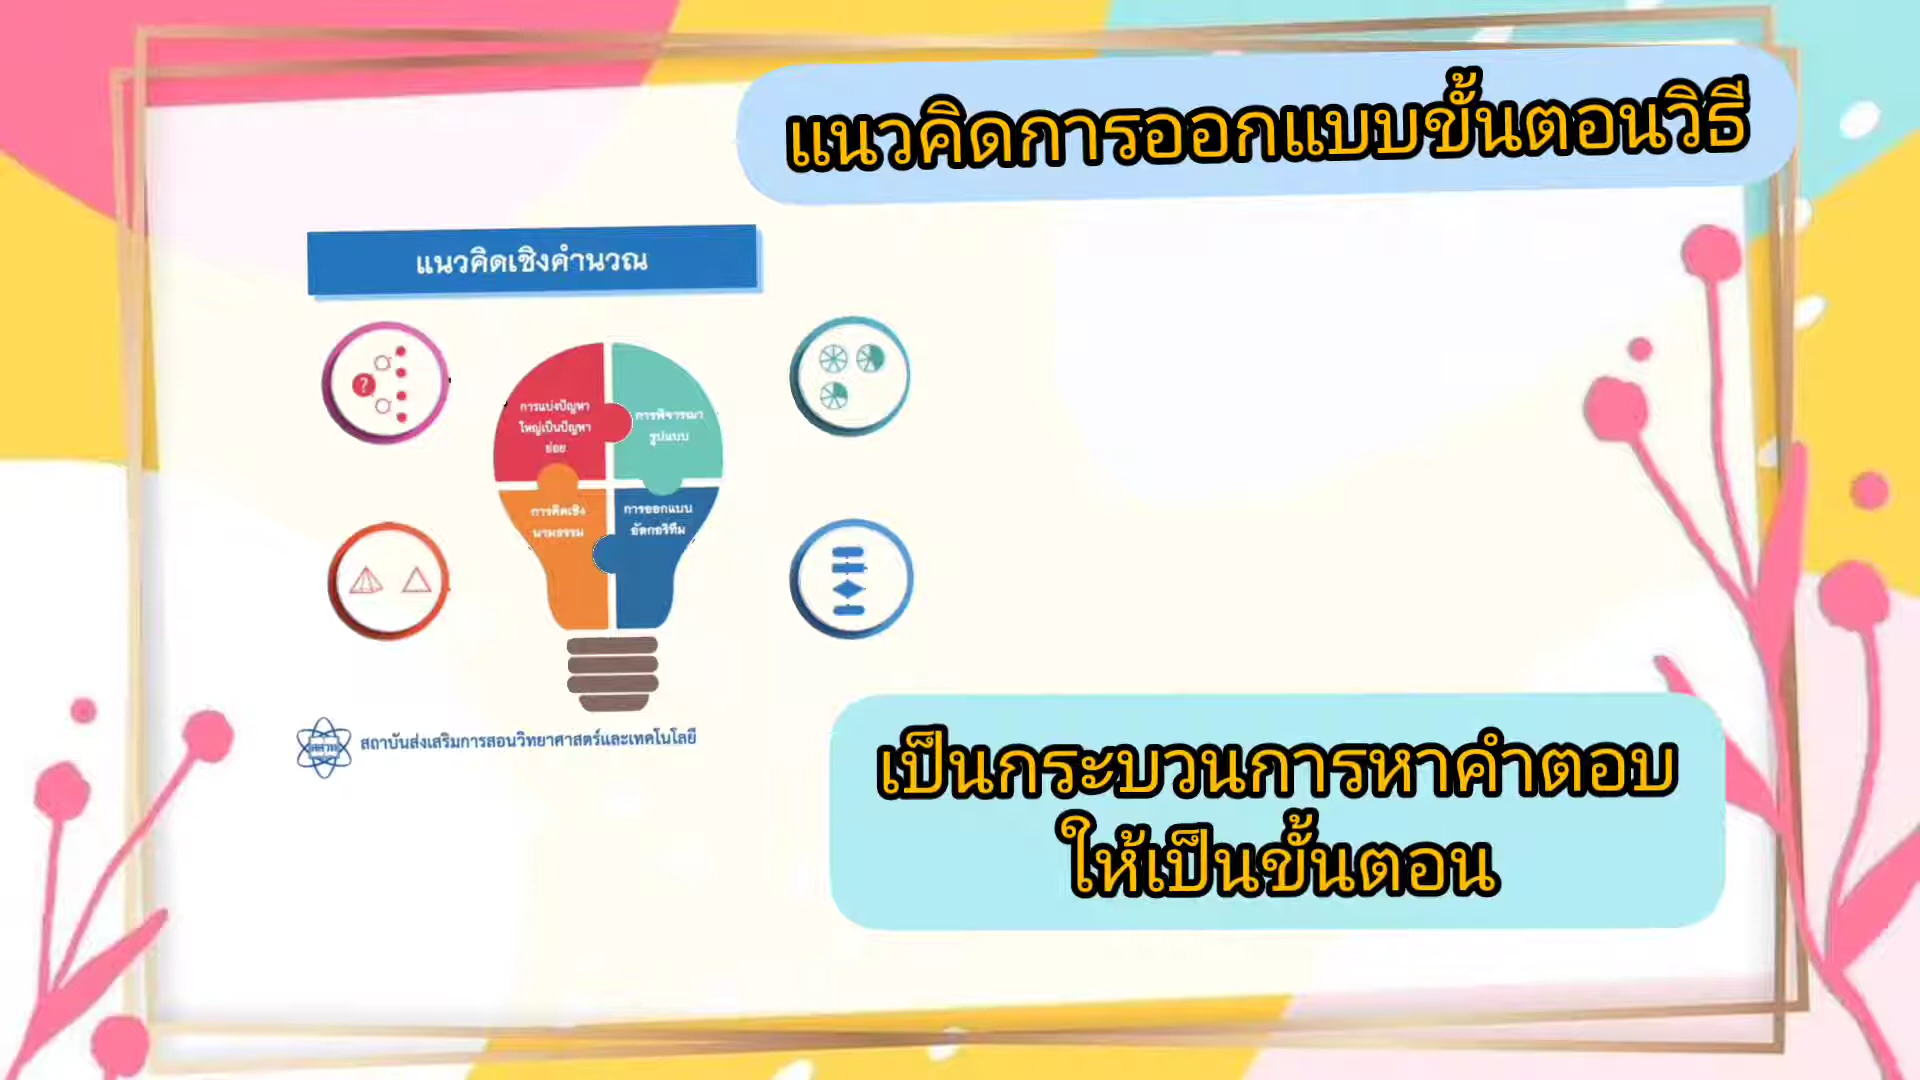 แนวคิดการออกแบบขั้นตอนวิธี
แนวคิดเชิงคำนวณ
การแบ่งปัญหา
ใหญ่เป็นปัญหา
ย่อย
การพิจารณา
รูปแบบ
การคิดเชิง
นามธรรม
การออกแบบ
อัลกอริทึม
?
สสวท
สถาบันส่งเสริมการสอนวิทยาศาสตร์และเทคโนโลยี
เป็นกระบวนการหาคำตอบ
ให้เป็นขั้นตอน